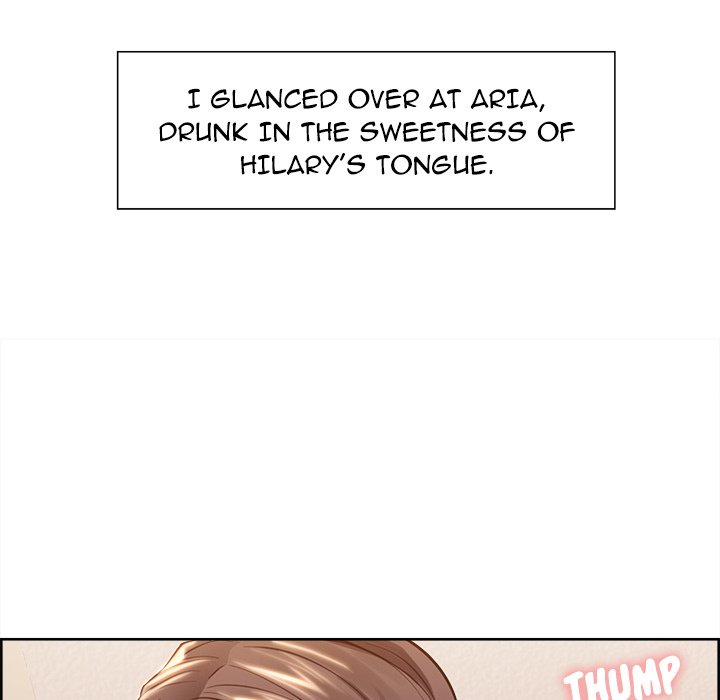 I GLANCED OVER AT ARIA,
DRUNK IN THE SWEETNESS OF
HILARY'S TONGUE.
THUMP